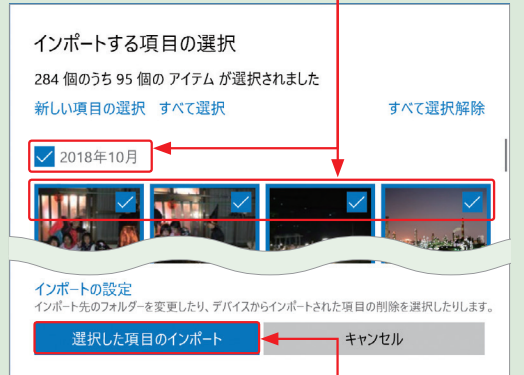 インポートする項目の選択
284 個のうち 95 個の アイテム が選択されました
新しい項目の選択 すべて選択 すべて選択解除
2018年10月
インポートの設定
インポート先のフォルダーを変更したり、デバイスからインポートされた項目の削除を選択したりします。
選択した項目のインポート キャンセル